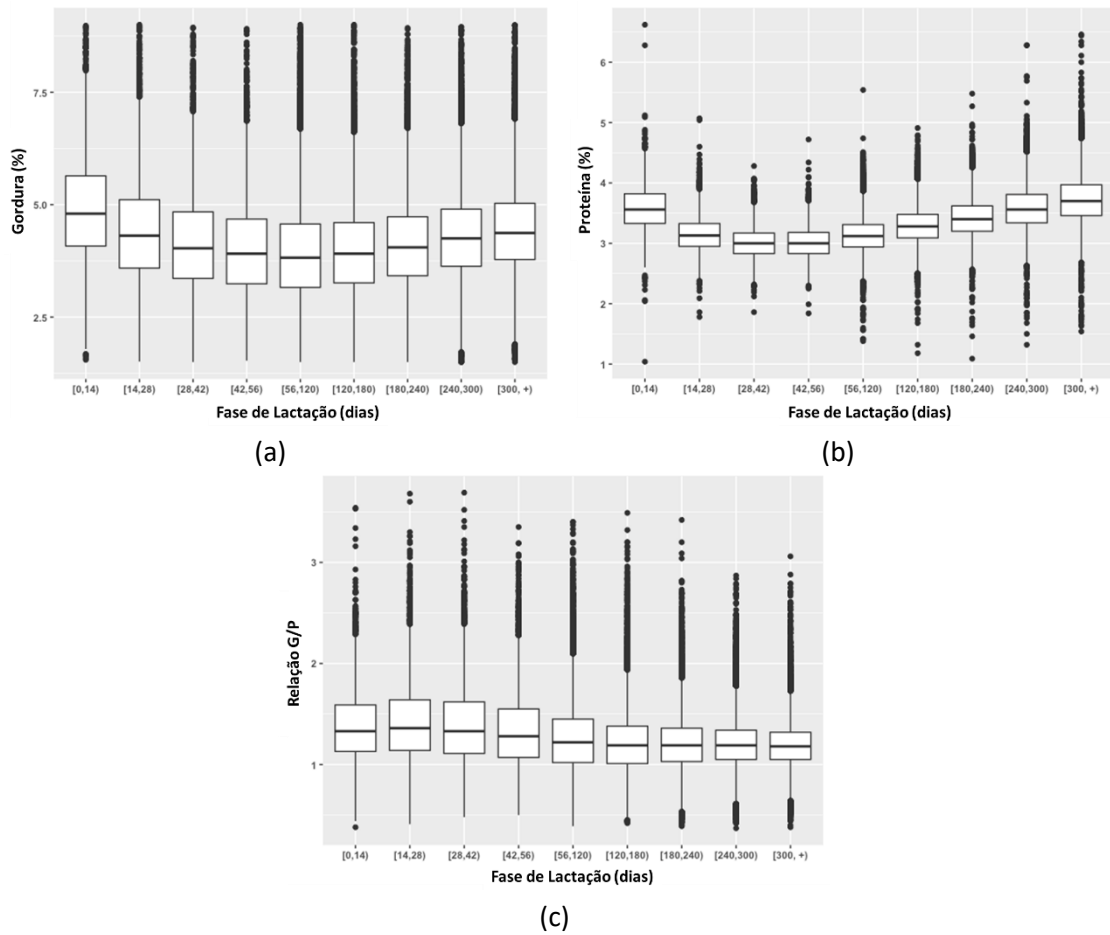 Gordura (%)
7.5
5.0
2.5
[0,14) [14,28) [28,42) [42,56) [56,120) [120,180) [180,240) [240,300) [300, +)
Fase de Lactação (dias)
(a)
Proteína (%)
6
5
4
3
2
1
[0,14) [14,28) [28,42) [42,56) [56,120) [120,180) [180,240) [240,300) [300, +)
Fase de Lactação (dias)
(b)
Relação G/P
3
2
1
[0,14) [14,28) [28,42) [42,56) [56,120) [120,180) [180,240) [240,300) [300, +)
Fase de Lactação (dias)
(c)